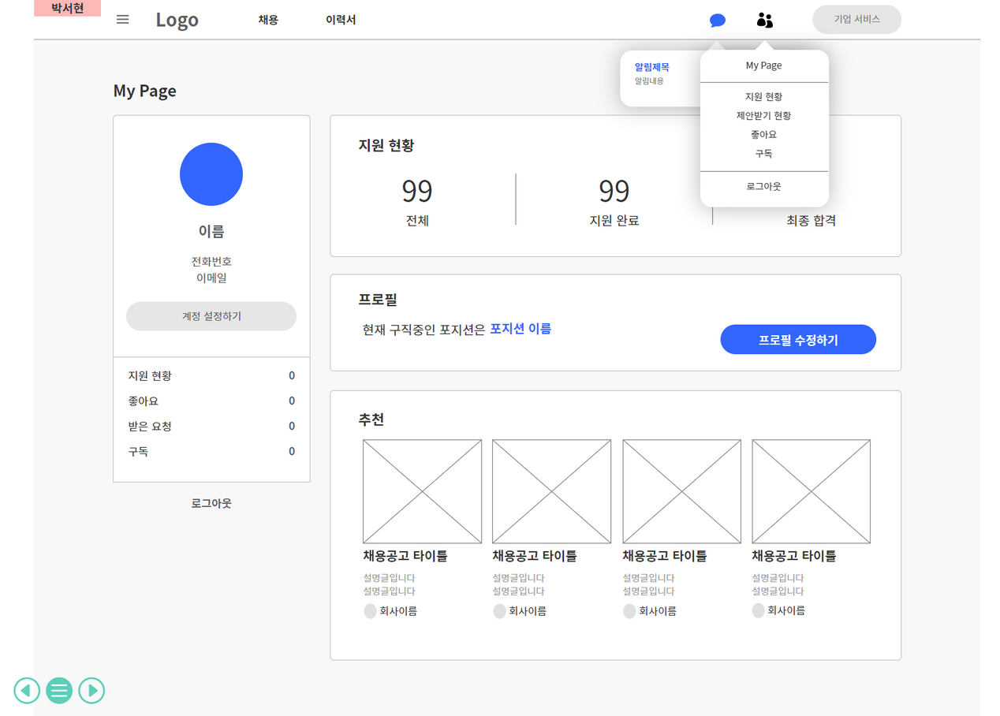 박서현
Logo
채용
이력서
기업 서비스
알림제목
알림내용
My Page
지원 현황
제안받기 현황
좋아요
구독
로그아웃
My Page
이름
전화번호
이메일
계정 설정하기
지원 현황 0
좋아요 0
받은 요청 0
구독 0
로그아웃
지원 현황
99
전체
99
지원 완료
최종 합격
프로필
현재 구직중인 포지션은 포지션 이름
프로필 수정하기
추천
채용공고 타이틀
설명글입니다
설명글입니다
회사이름
채용공고 타이틀
설명글입니다
설명글입니다
회사이름
채용공고 타이틀
설명글입니다
설명글입니다
회사이름
채용공고 타이틀
설명글입니다
설명글입니다
회사이름